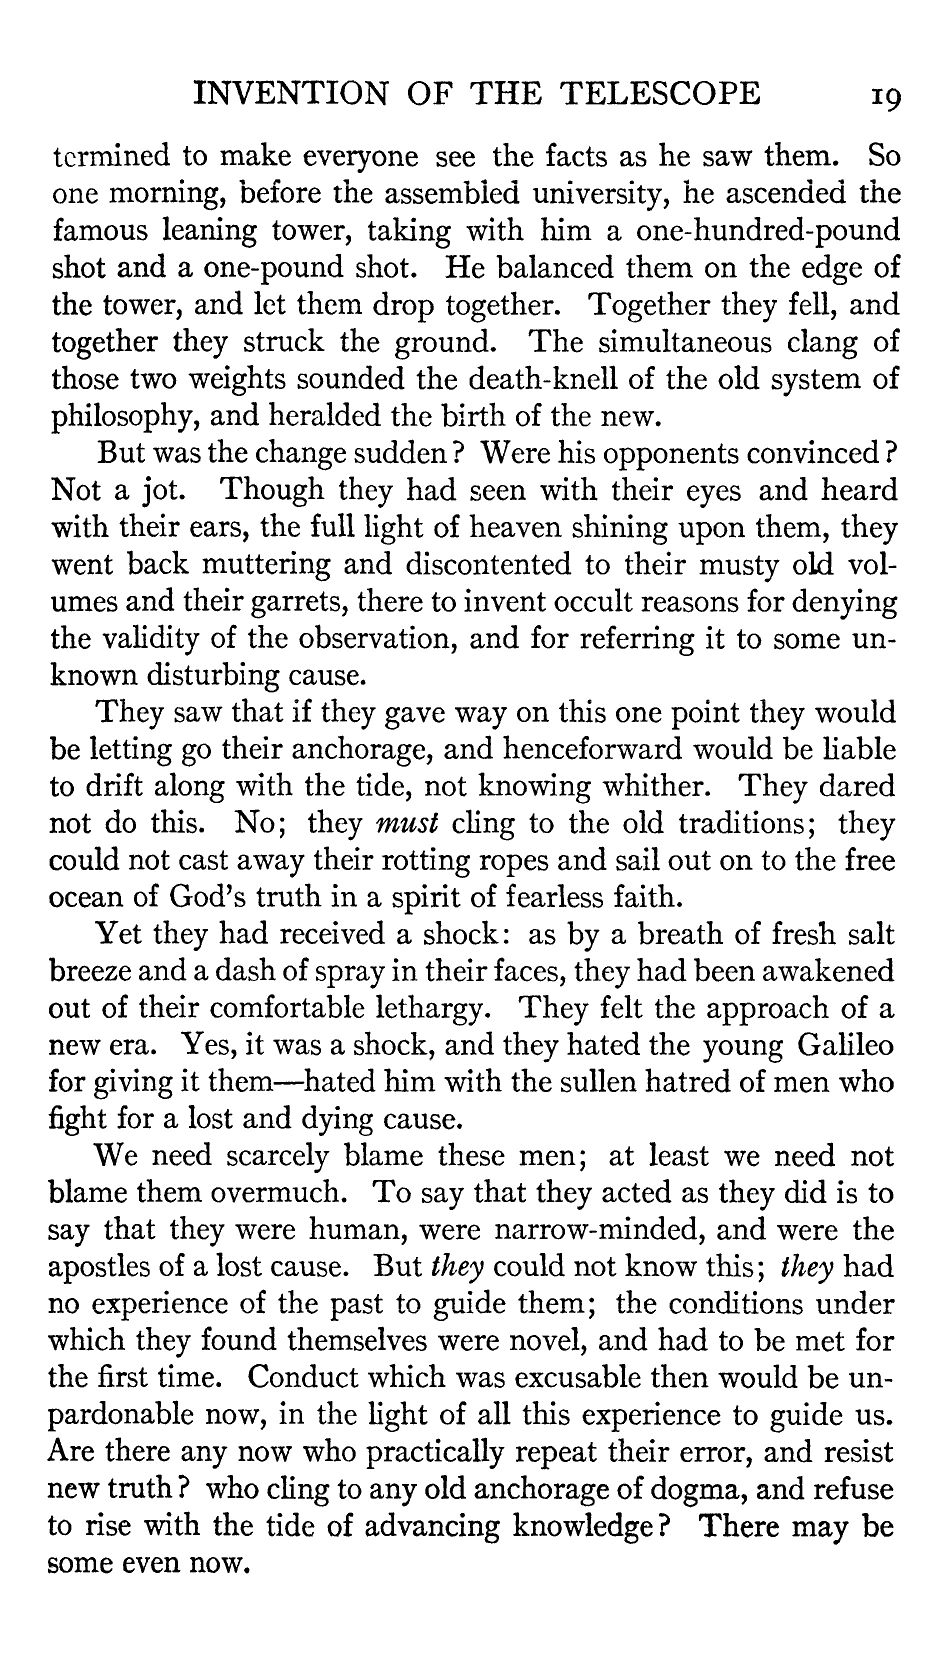 INVENTION OF THE TELESCOPE 19
termined to make everyone see the facts as he saw them. So
one morning, before the assembled university, he ascended the
famous leaning tower, taking with him a one-hundred-pound
shot and a one-pound shot. He balanced them on the edge of
the tower, and let them drop together. Together they fell, and
together they struck the ground. The simultaneous clang of
those two weights sounded the death-knell of the old system of
philosophy, and heralded the birth of the new.
But was the change sudden? Were his opponents convinced?
Not a jot. Though they had seen with their eyes and heard
with their ears, the full light of heaven shining upon them, they
went back muttering and discontented to their musty old vol-
umes and their garrets, there to invent occult reasons for denying
the validity of the observation, and for referring it to some un-
known disturbing cause.
They saw that if they gave way on this one point they would
be letting go their anchorage, and henceforward would be liable
to drift along with the tide, not knowing whither. They dared
not do this. No; they must cling to the old traditions; they
could not cast away their rotting ropes and sail out on to the free
ocean of God's truth in a spirit of fearless faith.
Yet they had received a shock: as by a breath of fresh salt
breeze and a dash of spray in their faces, they had been awakened
out of their comfortable lethargy. They felt the approach of a
new era. Yes, it was a shock, and they hated the young Galileo
for giving it them—hated him with the sullen hatred of men who
fight for a lost and dying cause.
We need scarcely blame these men; at least we need not
blame them overmuch. To say that they acted as they did is to
say that they were human, were narrow-minded, and were the
apostles of a lost cause. But they could not know this; they had
no experience of the past to guide them; the conditions under
which they found themselves were novel, and had to be met for
the first time. Conduct which was excusable then would be un-
pardonable now, in the light of all this experience to guide us.
Are there any now who practically repeat their error, and resist
new truth? who cling to any old anchorage of dogma, and refuse
to rise with the tide of advancing knowledge? There may be
some even now.